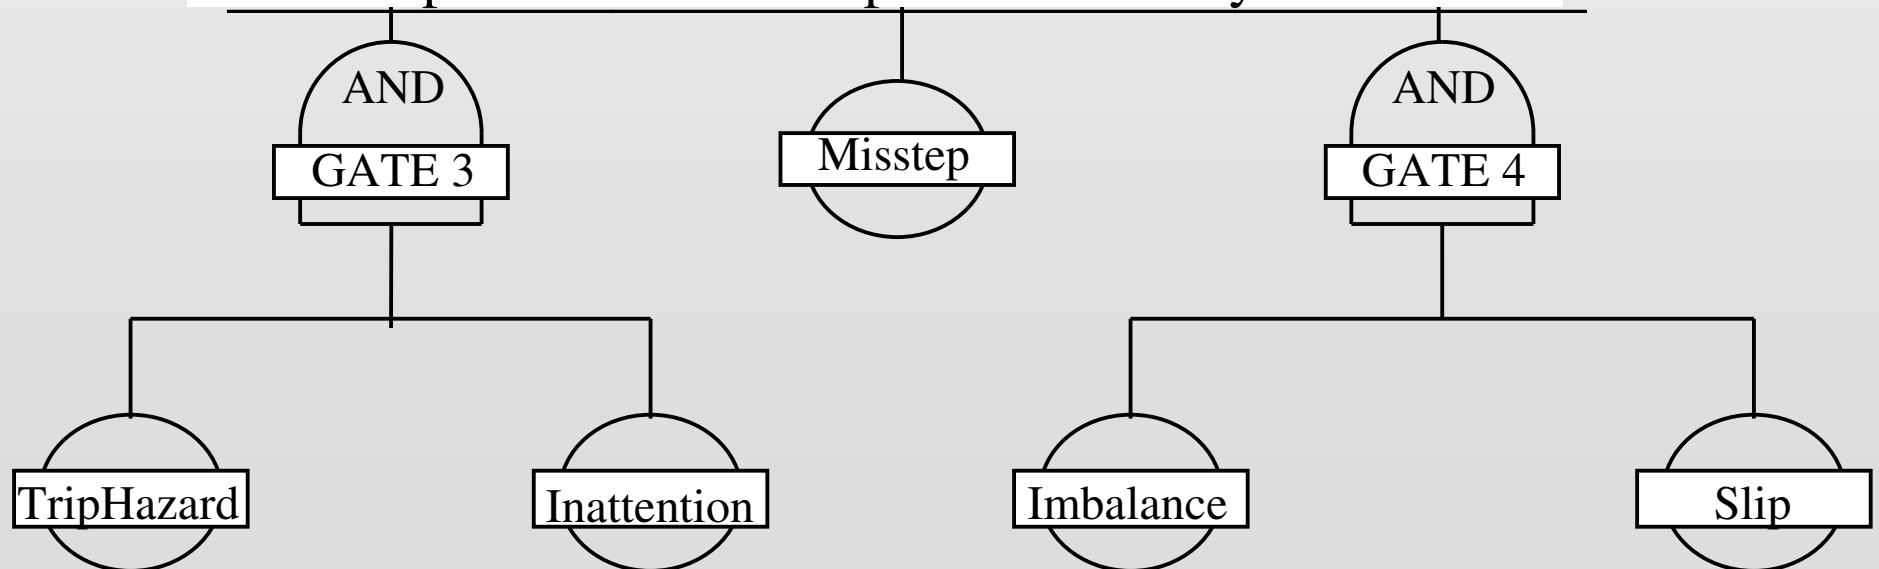 AND
AND
GATE 3
Misstep
GATE 4
TripHazard
Inattention
Imbalance
Slip